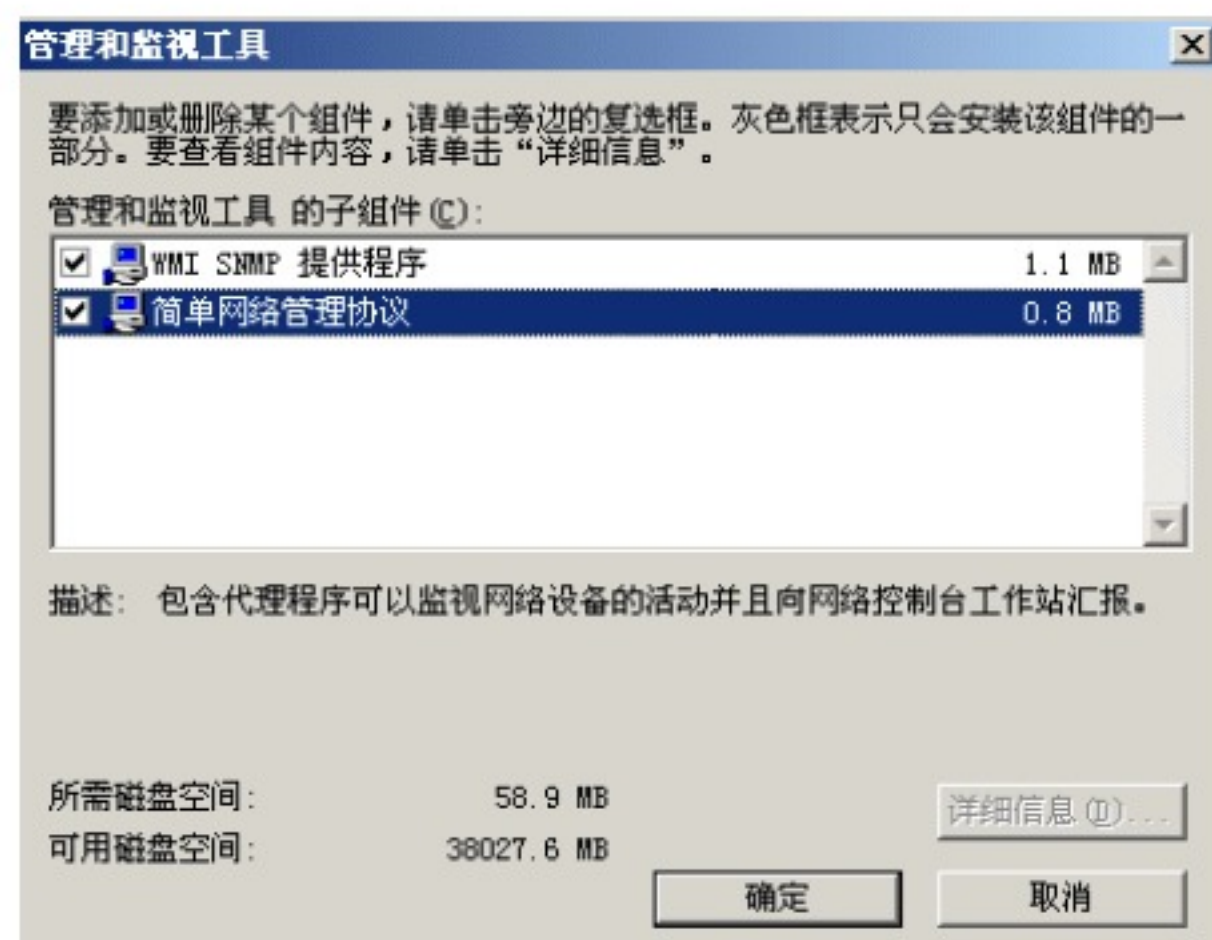 管理和监视工具
要添加或删除某个组件，请单击旁边的复选框。灰色框表示只会安装该组件的一
部分。要查看组件内容，请单击“详细信息”。
管理和监视工具 的子组件(C):
WMI SNMP 提供程序 1.1 MB
简单网络管理协议 0.8 MB
描述: 包含代理程序可以监视网络设备的活动并且向网络控制台工作站汇报。
所需磁盘空间: 58.9 MB
详细信息(D)...
可用磁盘空间: 38027.6 MB
确定 取消